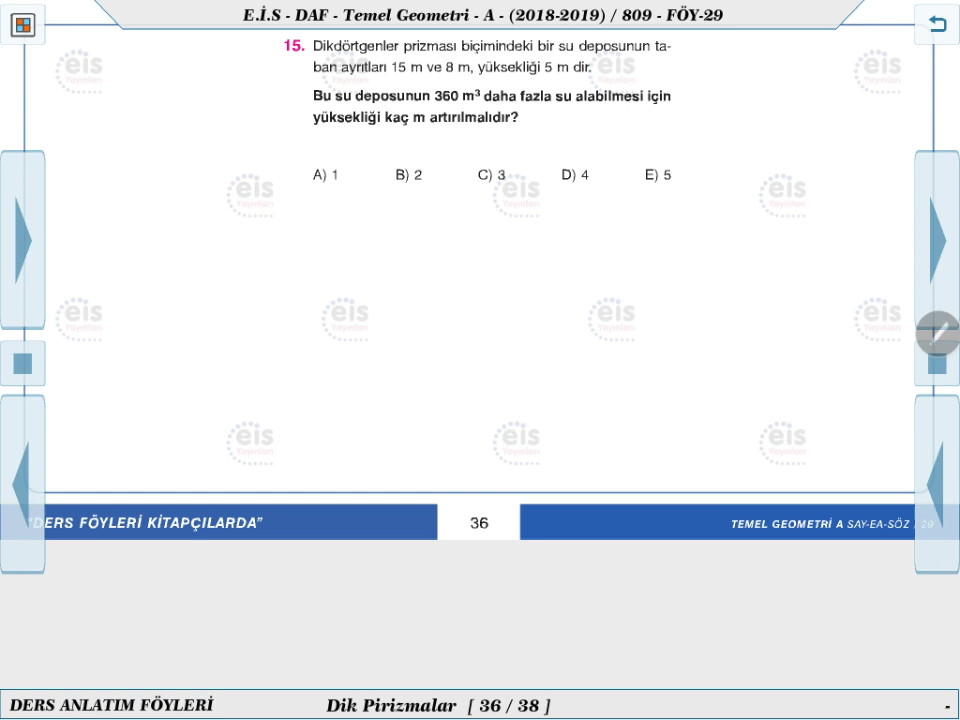 E.İ.S - DAF - Temel Geometri - A - (2018-2019) / 809 - FÖY-29
15. Dikdörtgenler prizması biçimindeki bir su deposunun ta-
ban ayrıtları 15 m ve 8 m, yüksekliği 5 m dir.
Bu su deposunun 360 m³ daha fazla su alabilmesi için
yüksekliği kaç m artırılmalıdır?
A) 1 B) 2 C) 3 D) 4 E) 5
eis Yayınları
"DERS FÖYLERİ KİTAPÇILARDA"
36
TEMEL GEOMETRİ A SAY-EA-SÖZ / 29
DERS ANLATIM FÖYLERİ
Dik Pirizmalar [ 36 / 38 ]
-